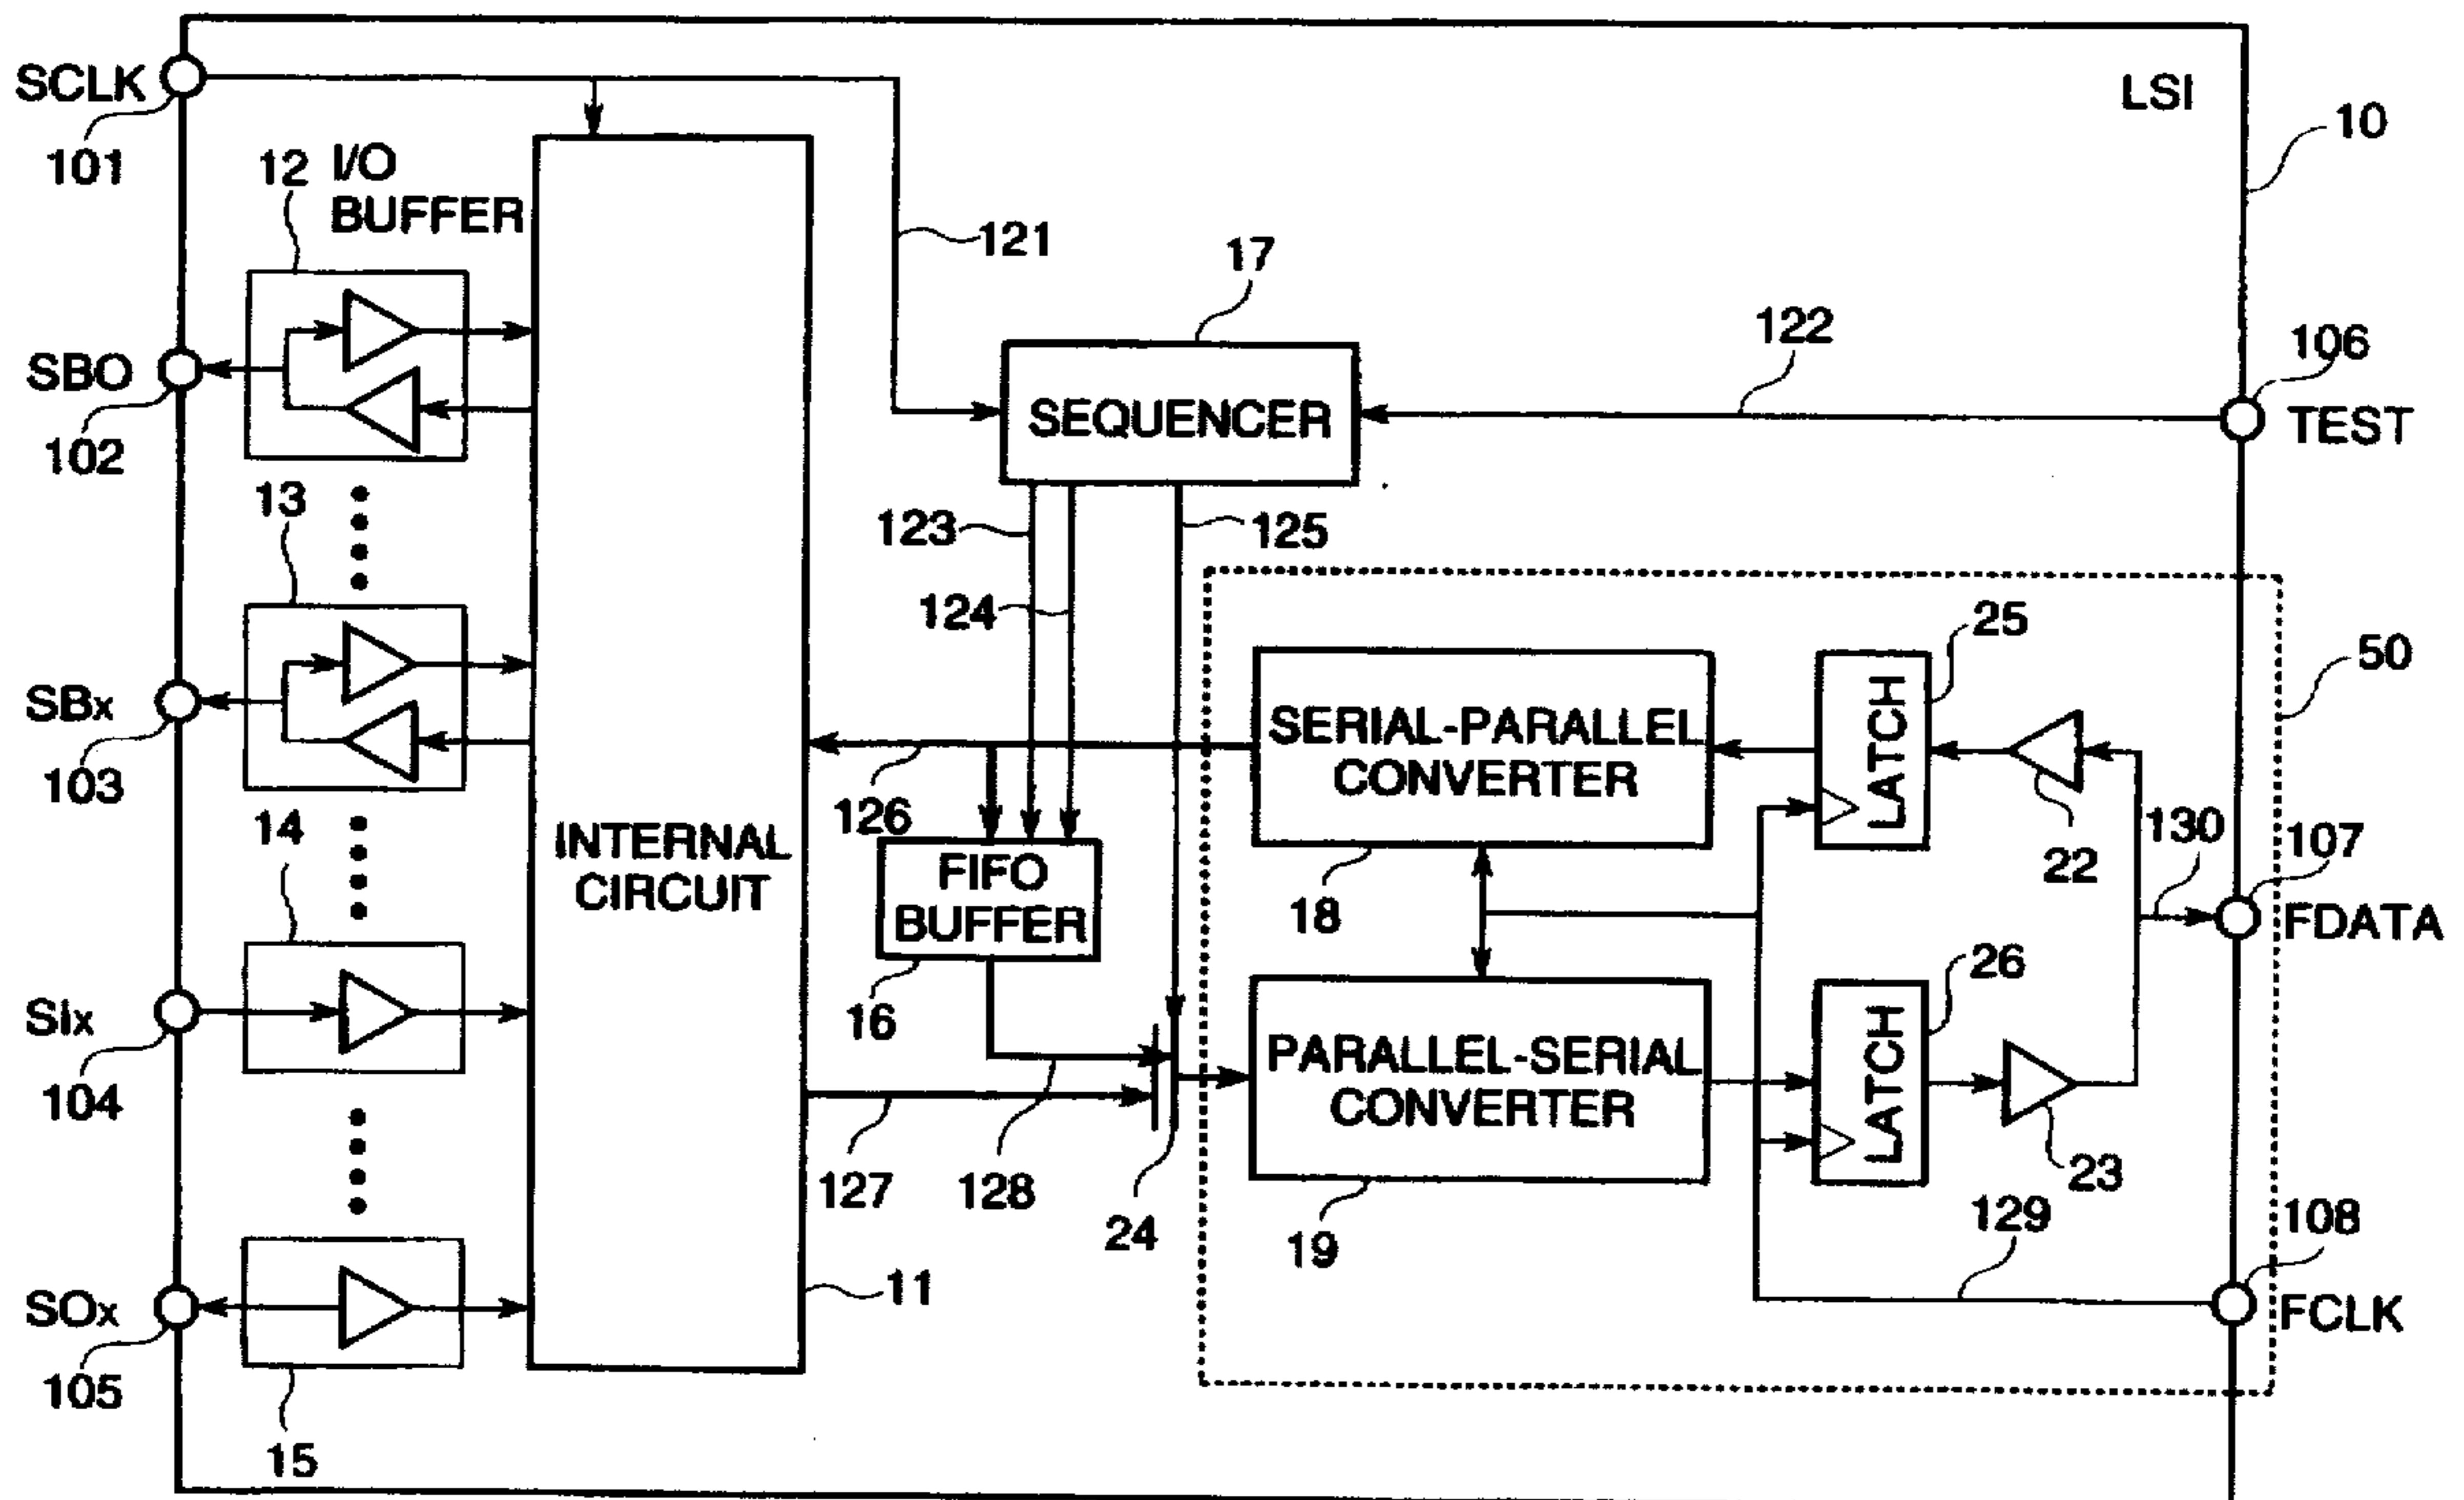 LSI
10
SCLK
101
12
I/O
BUFFER
121
17
122
106
TEST
SBO
102
SEQUENCER
13
123
125
124
25
50
SBx
103
SERIAL-PARALLEL
CONVERTER
LATCH
126
14
INTERNAL
CIRCUIT
FIFO
BUFFER
18
22
130
107
FDATA
16
26
SIx
104
PARALLEL-SERIAL
CONVERTER
LATCH
127
128
24
19
23
129
108
FCLK
11
SOx
105
15